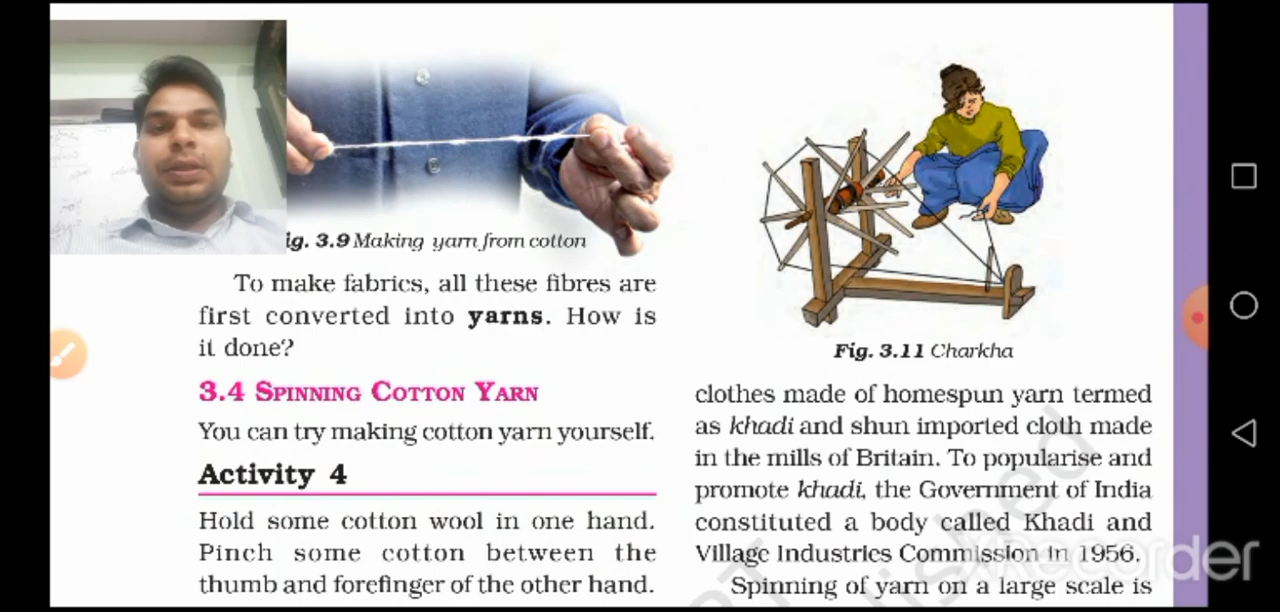 ig. 3.9 Making yarn from cotton
To make fabrics, all these fibres are
first converted into yarns. How is
it done?
3.4 SPINNING COTTON YARN
You can try making cotton yarn yourself.
Activity 4
Hold some cotton wool in one hand.
Pinch some cotton between the
thumb and forefinger of the other hand.
Fig. 3.11 Charkha
clothes made of homespun yarn termed
as khadi and shun imported cloth made
in the mills of Britain. To popularise and
promote khadi, the Government of India
constituted a body called Khadi and
Village Industries Commission in 1956.
Spinning of yarn on a large scale is